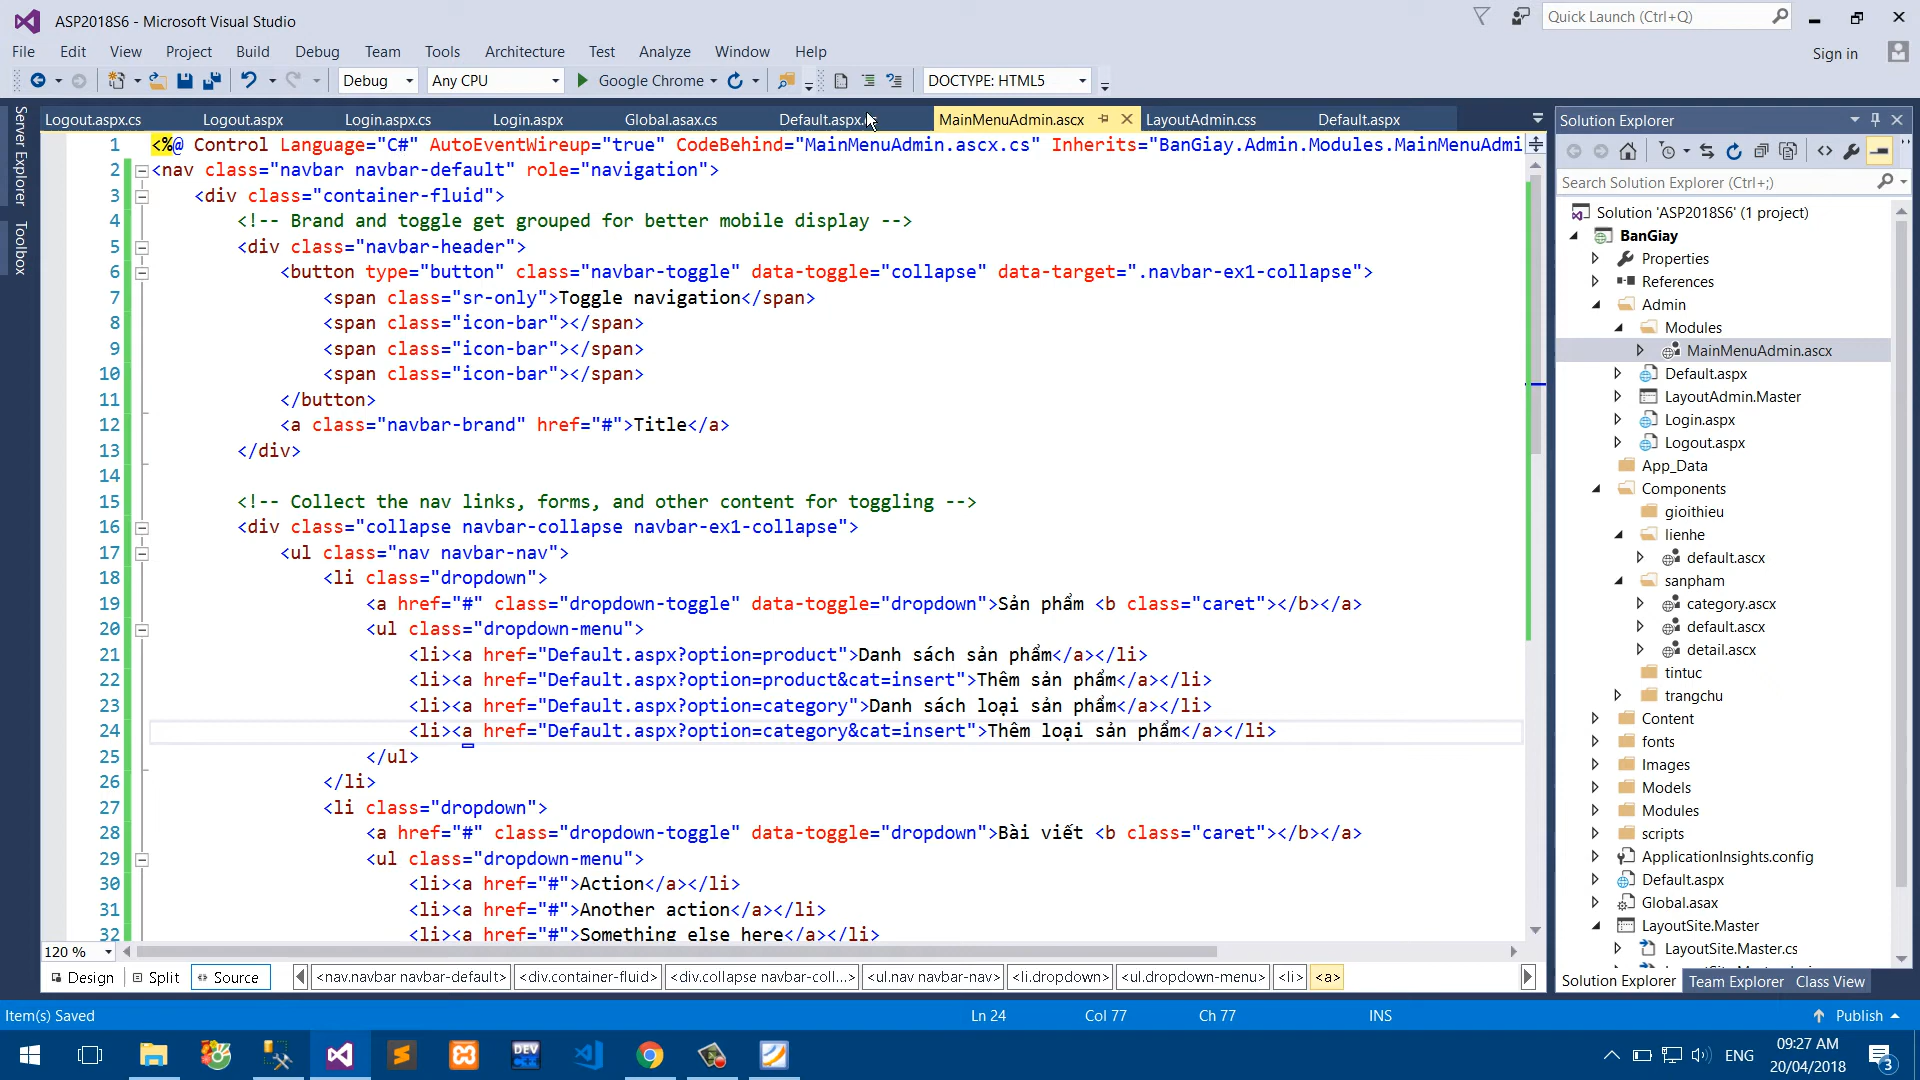 ASP2018S6 - Microsoft Visual Studio
Quick Launch (Ctrl+Q)
File Edit View Project Build Debug Team Tools Architecture Test Analyze Window Help
Sign in
Debug Any CPU Google Chrome DOCTYPE: HTML5
Logout.aspx.cs Logout.aspx Login.aspx.cs Login.aspx Global.asax.cs Default.aspx MainMenuAdmin.ascx LayoutAdmin.css Default.aspx
Server Explorer
Toolbox
1 <%@ Control Language="C#" AutoEventWireup="true" CodeBehind="MainMenuAdmin.ascx.cs" Inherits="BanGiay.Admin.Modules.MainMenuAdmi
2 <nav class="navbar navbar-default" role="navigation">
3 <div class="container-fluid">
4 <!-- Brand and toggle get grouped for better mobile display -->
5 <div class="navbar-header">
6 <button type="button" class="navbar-toggle" data-toggle="collapse" data-target=".navbar-ex1-collapse">
7 <span class="sr-only">Toggle navigation</span>
8 <span class="icon-bar"></span>
9 <span class="icon-bar"></span>
10 <span class="icon-bar"></span>
11 </button>
12 <a class="navbar-brand" href="#">Title</a>
13 </div>
14
15 <!-- Collect the nav links, forms, and other content for toggling -->
16 <div class="collapse navbar-collapse navbar-ex1-collapse">
17 <ul class="nav navbar-nav">
18 <li class="dropdown">
19 <a href="#" class="dropdown-toggle" data-toggle="dropdown">Sản phẩm <b class="caret"></b></a>
20 <ul class="dropdown-menu">
21 <li><a href="Default.aspx?option=product">Danh sách sản phẩm</a></li>
22 <li><a href="Default.aspx?option=product&cat=insert">Thêm sản phẩm</a></li>
23 <li><a href="Default.aspx?option=category">Danh sách loại sản phẩm</a></li>
24 <li><a href="Default.aspx?option=category&cat=insert">Thêm loại sản phẩm</a></li>
25 </ul>
26 </li>
27 <li class="dropdown">
28 <a href="#" class="dropdown-toggle" data-toggle="dropdown">Bài viết <b class="caret"></b></a>
29 <ul class="dropdown-menu">
30 <li><a href="#">Action</a></li>
31 <li><a href="#">Another action</a></li>
32 <li><a href="#">Something else here</a></li>
120 %
Design Split Source <nav.navbar navbar-default> <div.container-fluid> <div.collapse navbar-coll...> <ul.nav navbar-nav> <li.dropdown> <ul.dropdown-menu> <li> <a>
Solution Explorer
Search Solution Explorer (Ctrl+;)
Solution 'ASP2018S6' (1 project)
BanGiay
Properties
References
Admin
Modules
MainMenuAdmin.ascx
Default.aspx
LayoutAdmin.Master
Login.aspx
Logout.aspx
App_Data
Components
gioithieu
lienhe
default.ascx
sanpham
category.ascx
default.ascx
detail.ascx
tintuc
trangchu
Content
fonts
Images
Models
Modules
scripts
ApplicationInsights.config
Default.aspx
Global.asax
LayoutSite.Master
LayoutSite.Master.cs
Solution Explorer Team Explorer Class View
Item(s) Saved Ln 24 Col 77 Ch 77 INS Publish
DEV
ENG
09:27 AM
20/04/2018
3